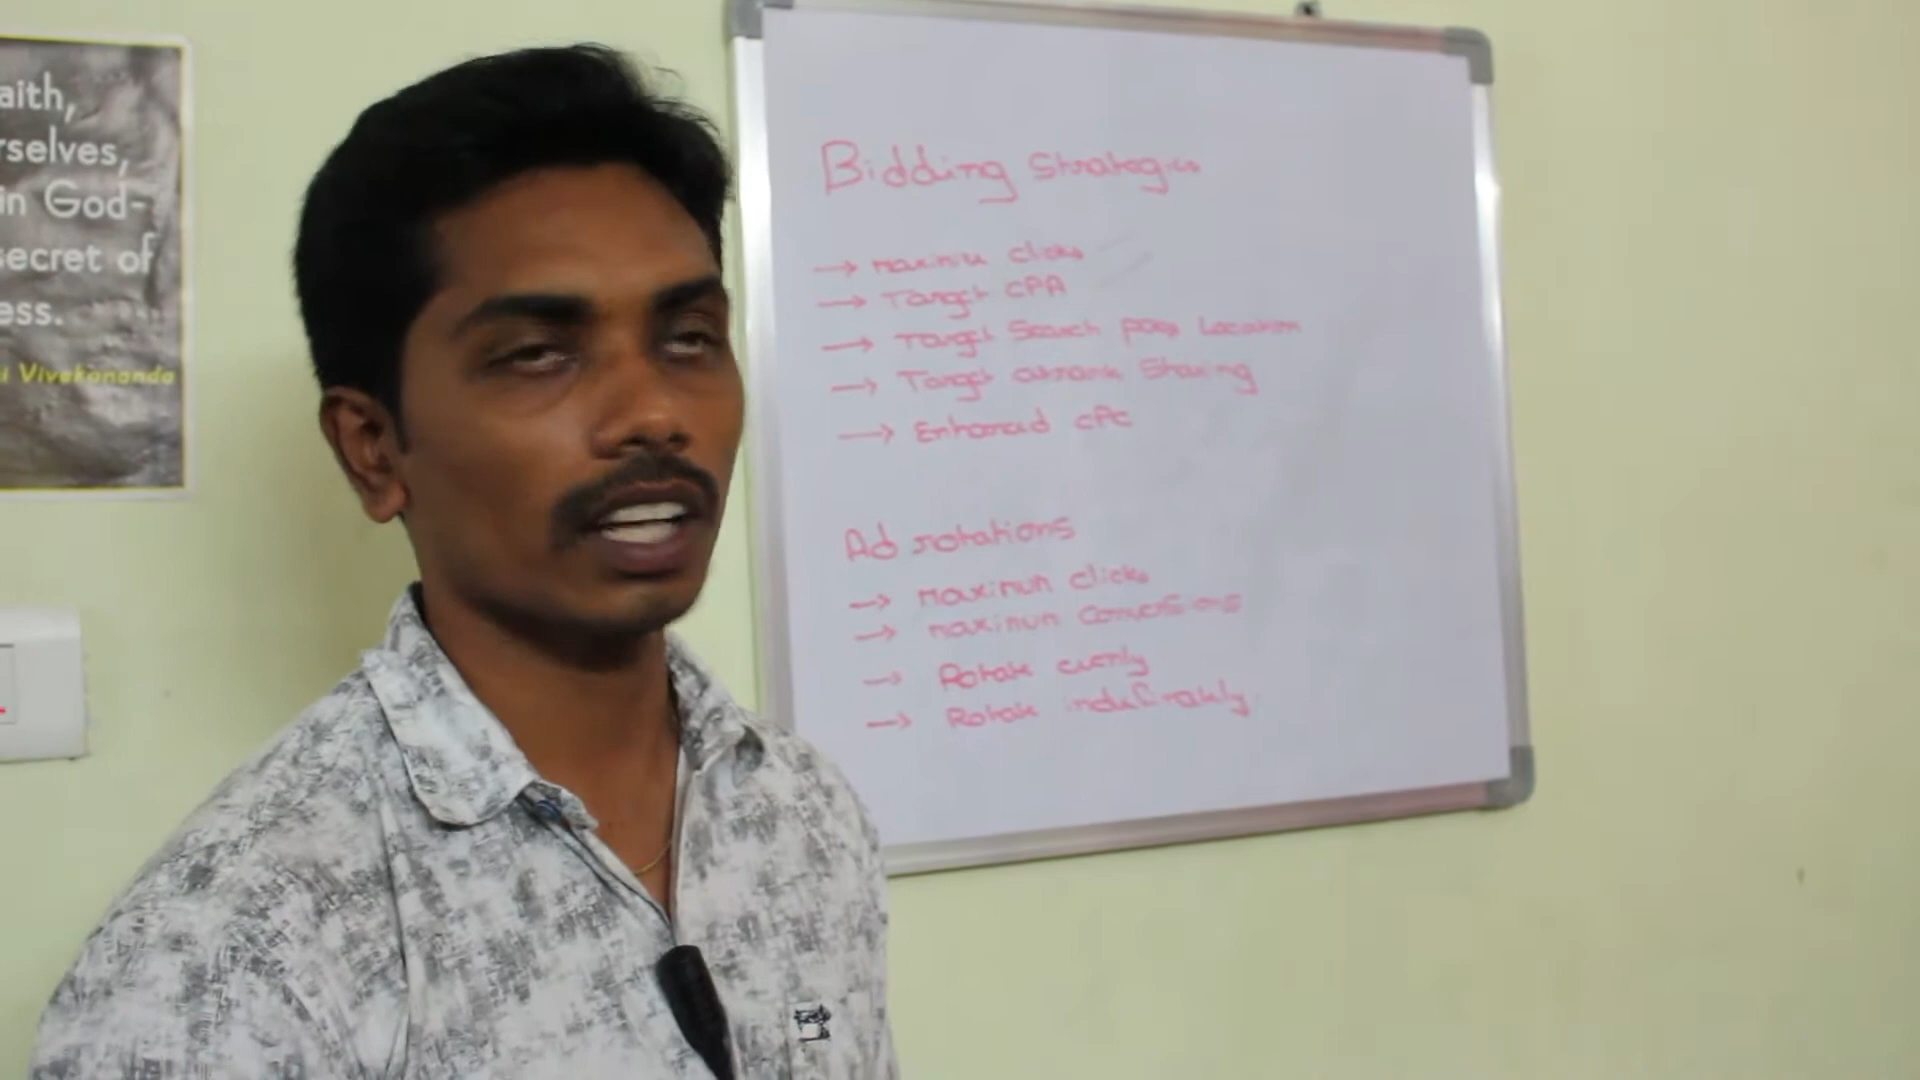 aith,
rselves,
in God-
secret of
ess.
i Vivekananda
Bidding Strategies
→ maximum clicks
→ Target CPA
→ Target Search page Location
→ Target outrank Sharing
→ Enhanced CPC
Ad rotations
→ maximum clicks
→ maximum Conversions
→ Rotate evenly
→ Rotate indefinately